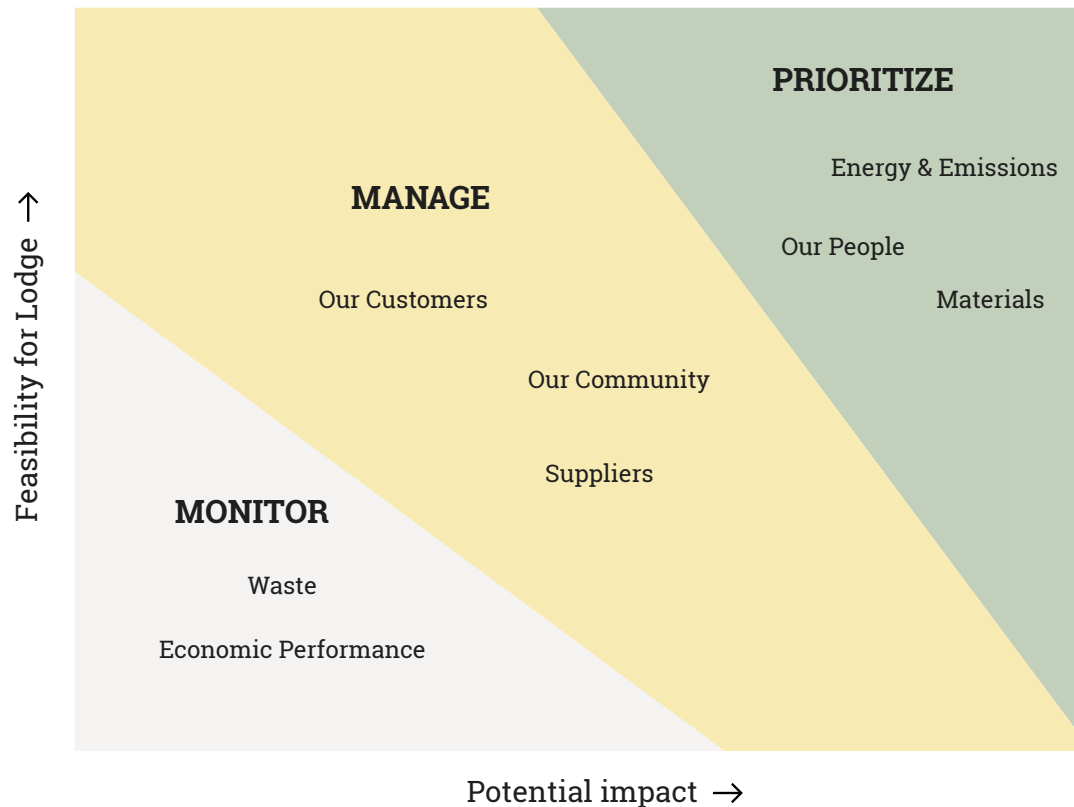 PRIORITIZE
Energy & Emissions
Our People
Materials
MANAGE
Our Customers
Our Community
Suppliers
MONITOR
Waste
Economic Performance
Feasibility for Lodge →
Potential impact →